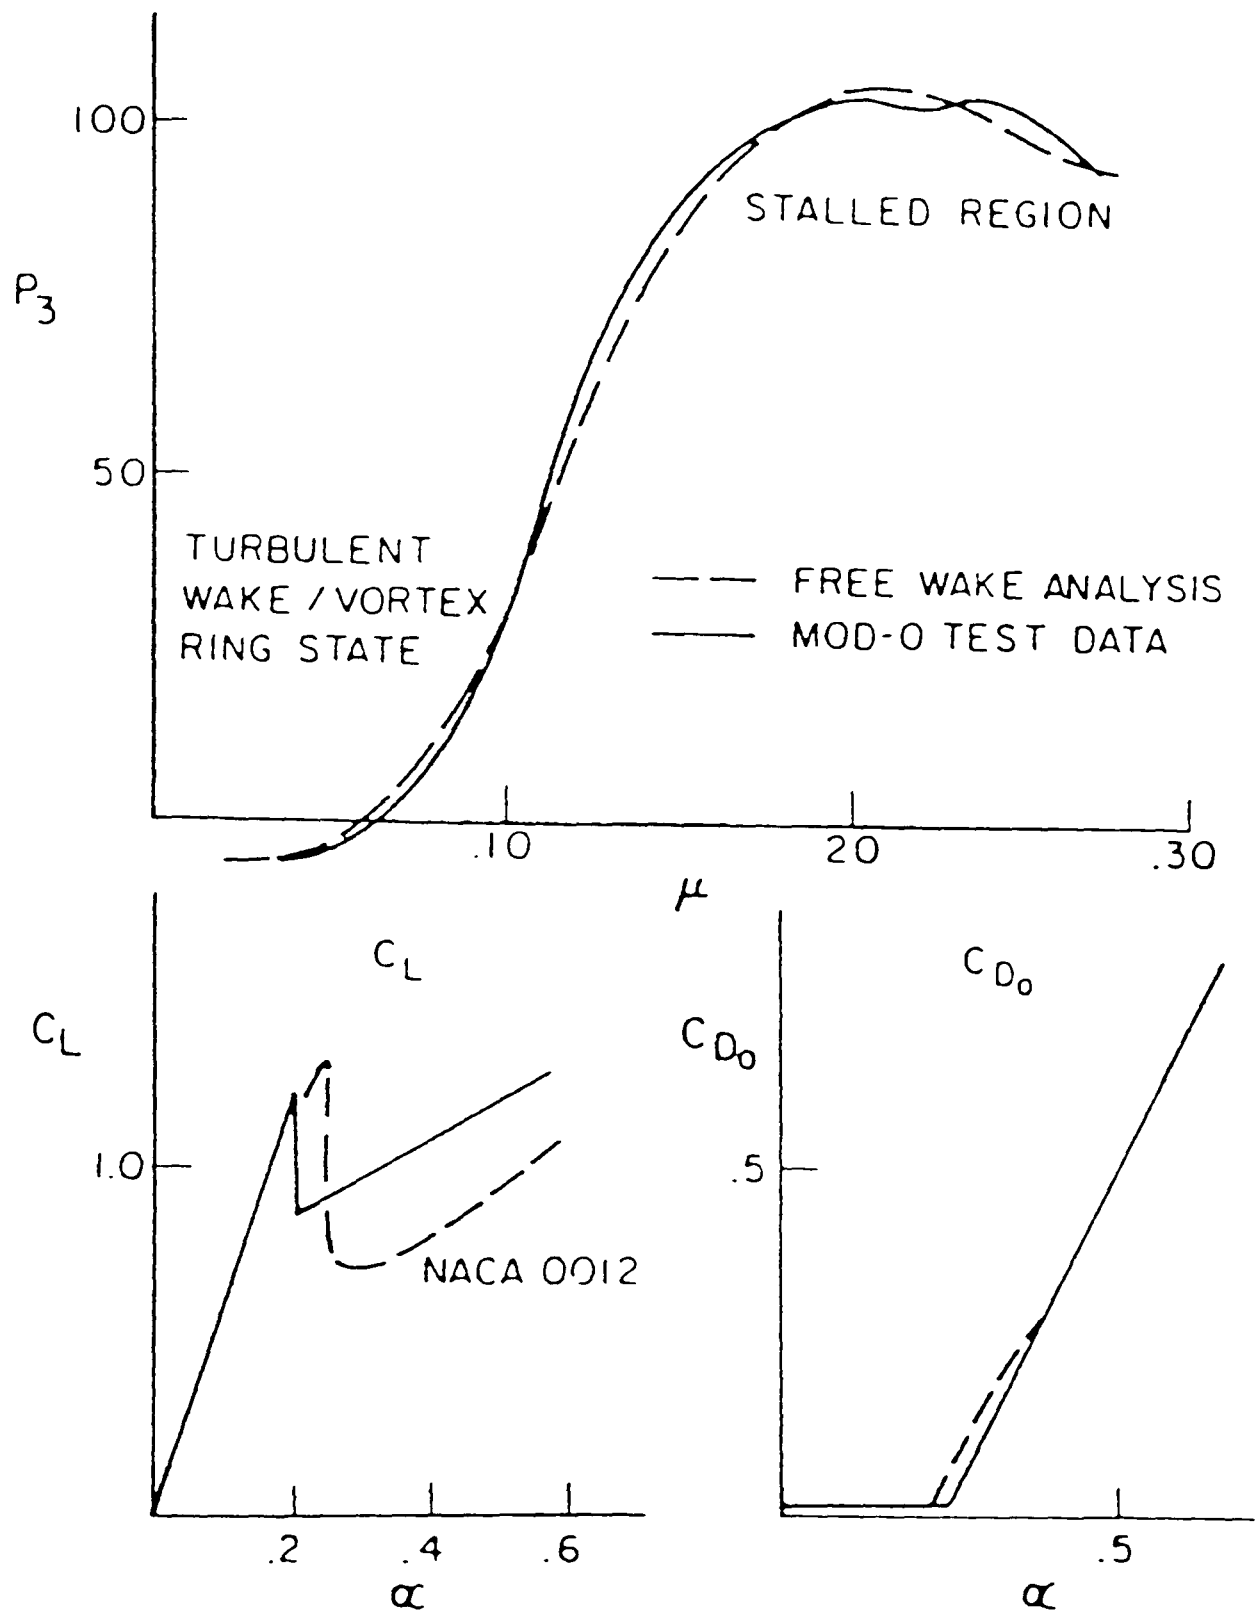 100
P3
50
STALLED REGION
TURBULENT
WAKE / VORTEX
RING STATE
FREE WAKE ANALYSIS
MOD-O TEST DATA
.10
.20
.30
μ
CL
CL
1.0
NACA 0012
.2 .4 .6
α
CDo
CDo
.5
.5
α